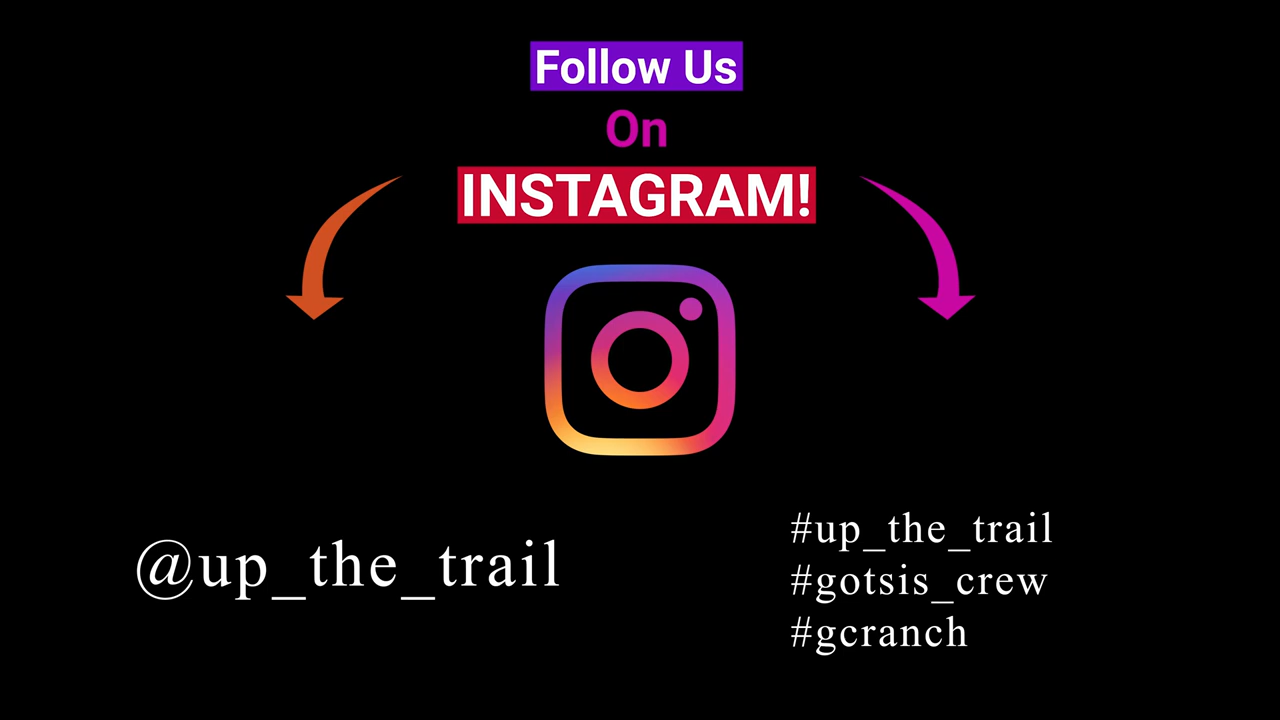 Follow Us
On
INSTAGRAM!
@up_the_trail
#up_the_trail
#gotsis_crew
#gcranch